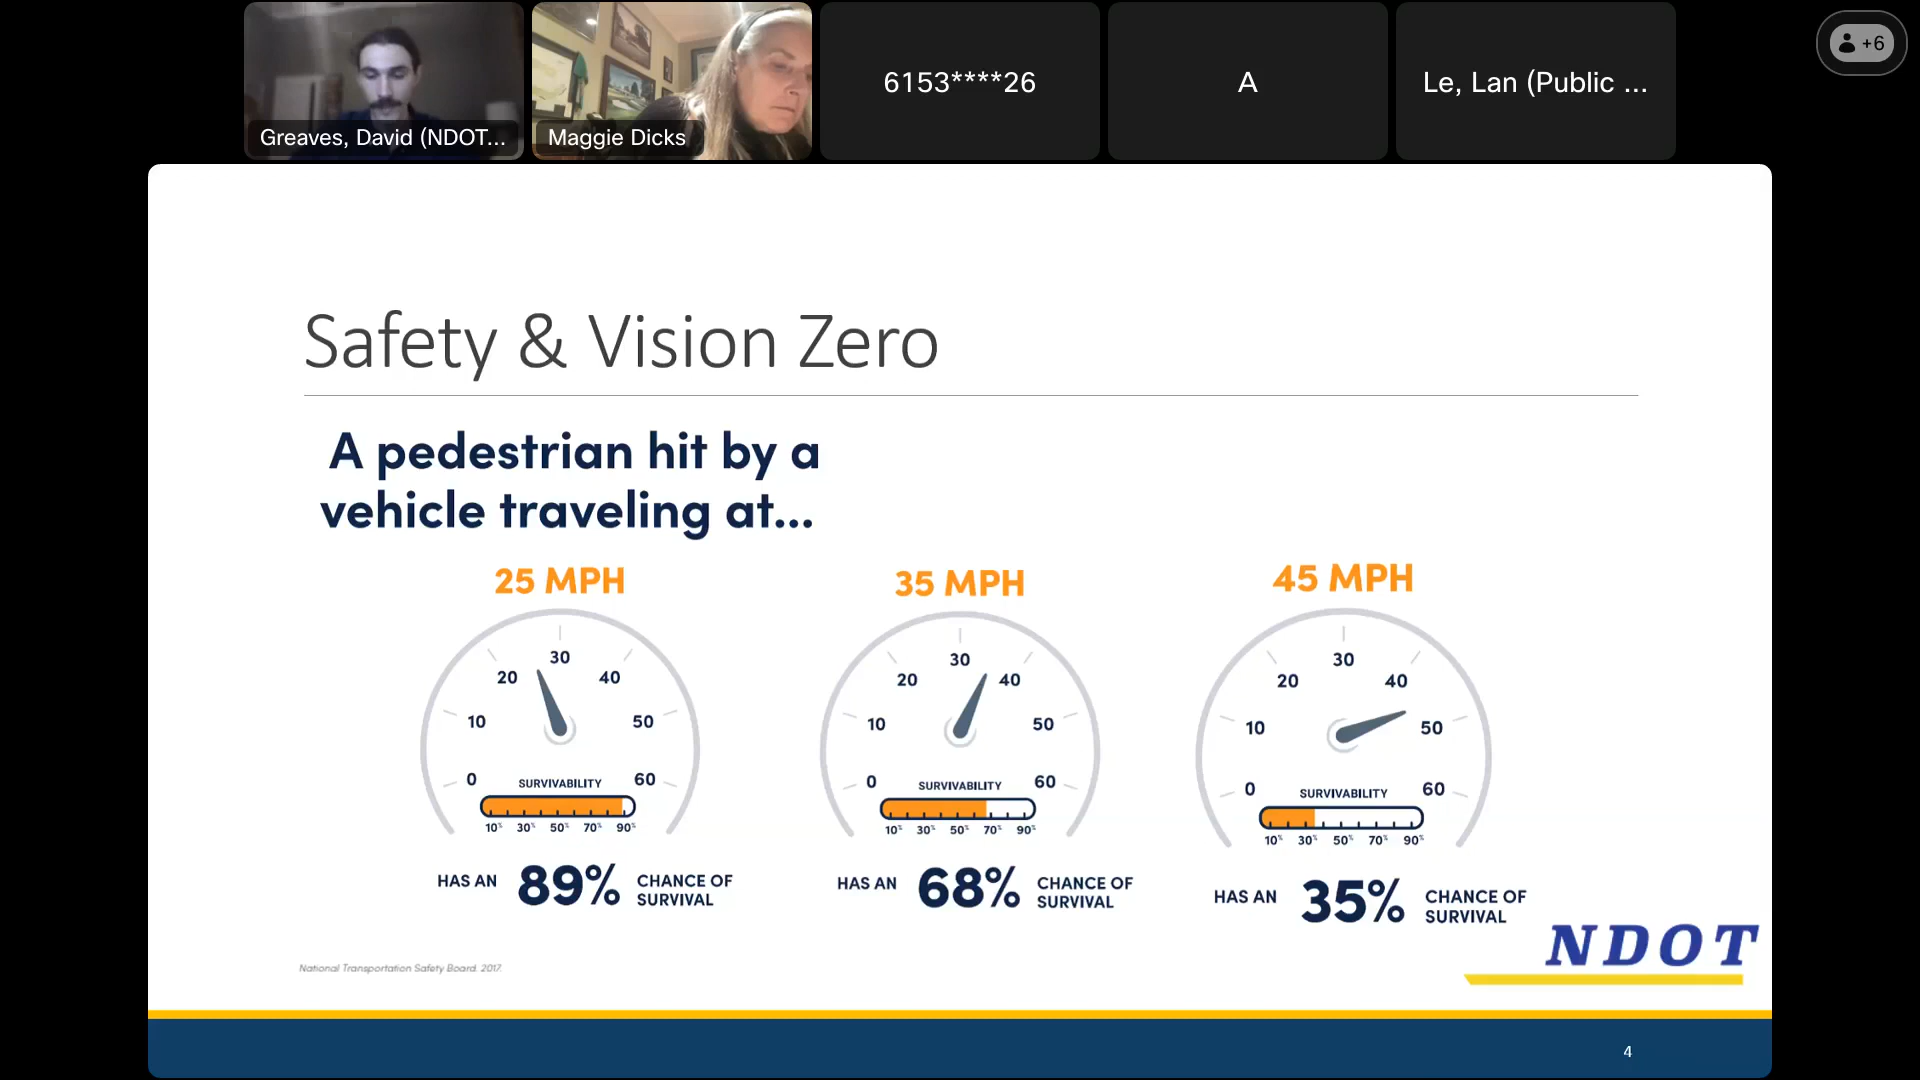 Greaves, David (NDOT...
Maggie Dicks
6153****26
A
Le, Lan (Public ...
+6
Safety & Vision Zero
A pedestrian hit by a
vehicle traveling at...
25 MPH
0 10 20 30 40 50 60
SURVIVABILITY
10% 30% 50% 70% 90%
HAS AN 89% CHANCE OF
SURVIVAL
35 MPH
0 10 20 30 40 50 60
SURVIVABILITY
10% 30% 50% 70% 90%
HAS AN 68% CHANCE OF
SURVIVAL
45 MPH
0 10 20 30 40 50 60
SURVIVABILITY
10% 30% 50% 70% 90%
HAS AN 35% CHANCE OF
SURVIVAL
National Transportation Safety Board. 2017.
NDOT
4